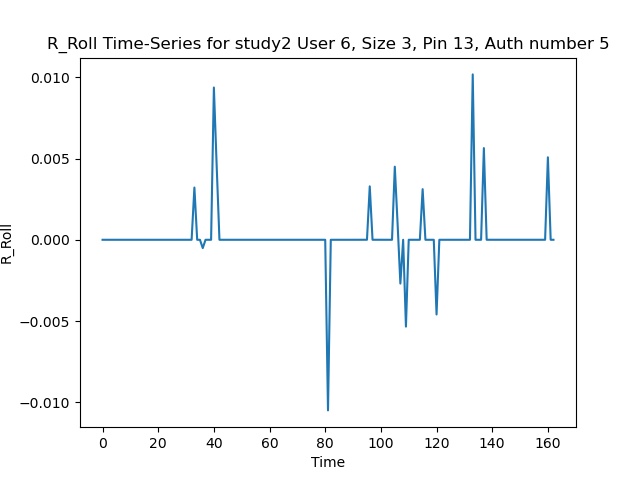 R_Roll Time-Series for study2 User 6, Size 3, Pin 13, Auth number 5
0.010
0.005
0.000
−0.005
−0.010
R_Roll
0 20 40 60 80 100 120 140 160
Time